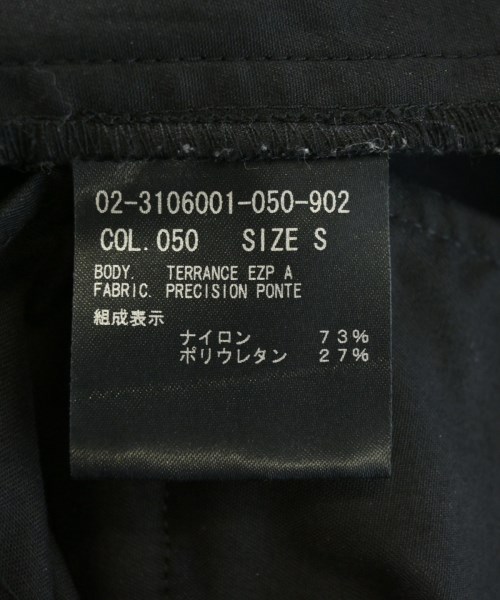 02-3106001-050-902
COL. 050 SIZE S
BODY. TERRANCE EZP A
FABRIC. PRECISION PONTE
組成表示
ナイロン 73%
ポリウレタン 27%